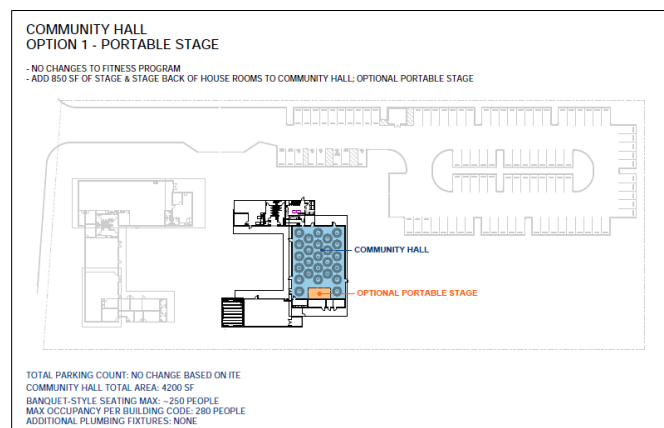 COMMUNITY HALL
OPTION 1 - PORTABLE STAGE
- NO CHANGES TO FITNESS PROGRAM
- ADD 850 SF OF STAGE & STAGE BACK OF HOUSE ROOMS TO COMMUNITY HALL; OPTIONAL PORTABLE STAGE
COMMUNITY HALL
OPTIONAL PORTABLE STAGE
TOTAL PARKING COUNT: NO CHANGE BASED ON ITE
COMMUNITY HALL TOTAL AREA: 4200 SF
BANQUET-STYLE SEATING MAX: ~250 PEOPLE
MAX OCCUPANCY PER BUILDING CODE: 280 PEOPLE
ADDITIONAL PLUMBING FIXTURES: NONE